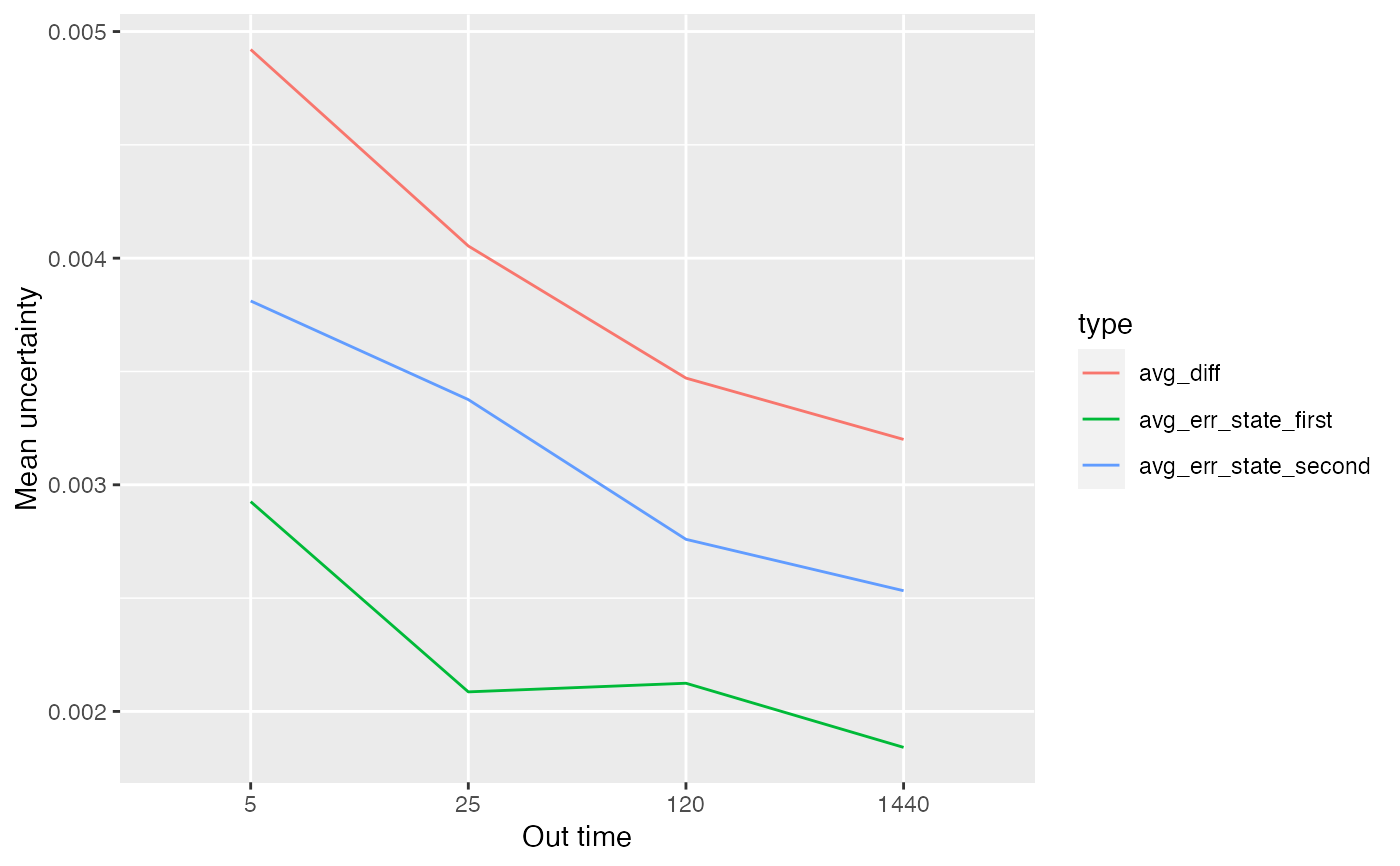 0.005
0.004
0.003
0.002
Mean uncertainty
5 25 120 1440
Out time
type
avg_diff
avg_err_state_first
avg_err_state_second